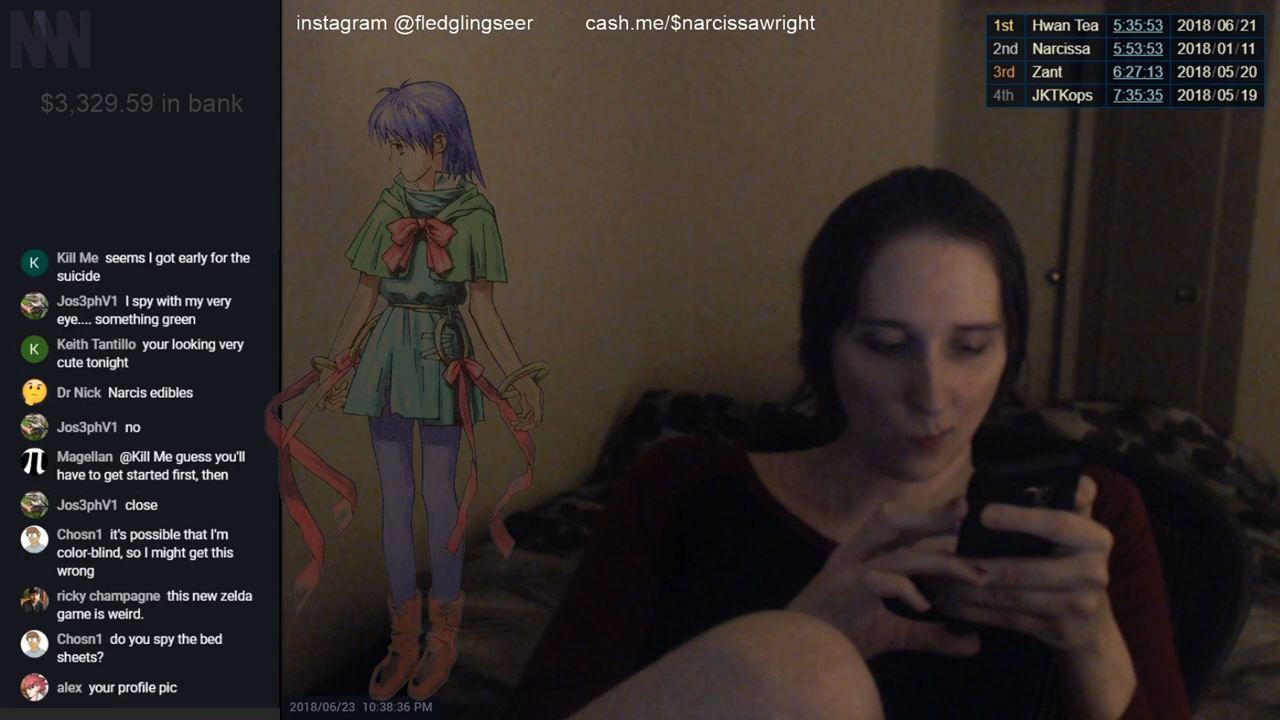 instagram @fledglingseer
cash.me/$narcissawright
NNN
$3,329.59 in bank
1st Hwan Tea 5:35:53 2018/06/21
2nd Narcissa 5:53:53 2018/01/11
3rd Zant 6:27:13 2018/05/20
4th JKTKops 7:35:35 2018/05/19
K Kill Me seems I got early for the
suicide
Jos3phV1 I spy with my very
eye.... something green
K Keith Tantillo your looking very
cute tonight
Dr Nick Narcis edibles
Jos3phV1 no
π Magellan @Kill Me guess you'll
have to get started first, then
Jos3phV1 close
Chosn1 it's possible that I'm
color-blind, so I might get this
wrong
ricky champagne this new zelda
game is weird.
Chosn1 do you spy the bed
sheets?
alex your profile pic
2018/06/23 10:38:36 PM